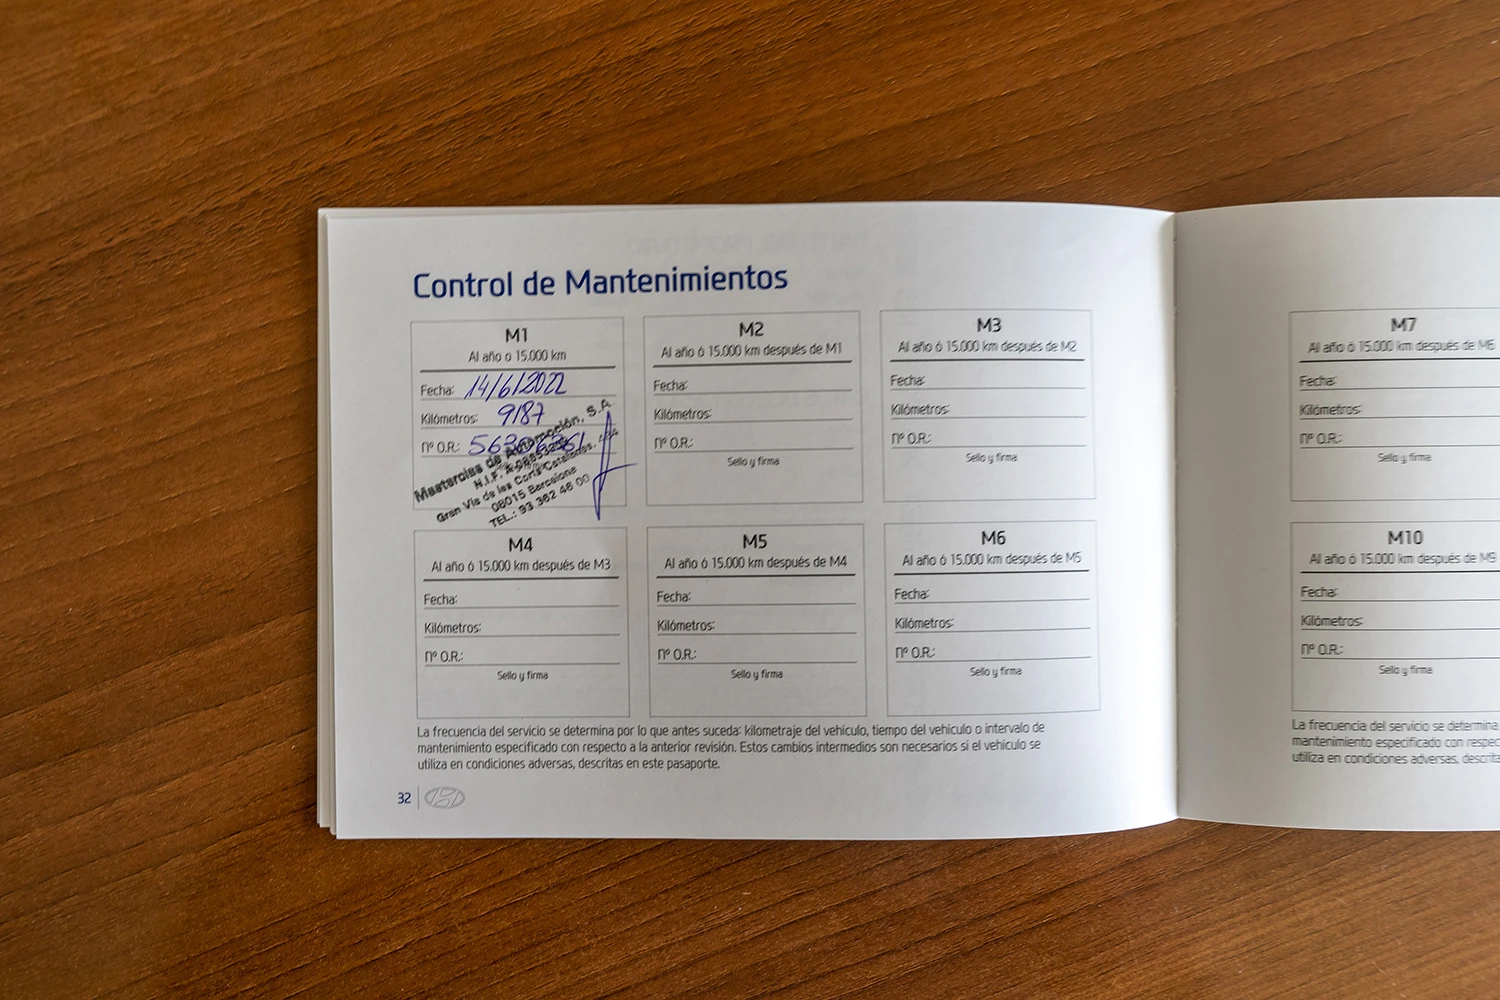 Control de Mantenimientos
M1
Al año o 15.000 km
Fecha: 14/6/2022
Kilómetros: 9187
Nº O.R.:
Mastercias de Automoción, S.A.
N.I.F.
Gran Via de les Corts Catalanes,
08015 Barcelona
TEL.: 93 362 46 00
M2
Al año ó 15.000 km después de M1
Fecha:
Kilómetros:
Nº O.R.:
Sello y firma
M3
Al año ó 15.000 km después de M2
Fecha:
Kilómetros:
Nº O.R.:
Sello y firma
M4
Al año ó 15.000 km después de M3
Fecha:
Kilómetros:
Nº O.R.:
Sello y firma
M5
Al año ó 15.000 km después de M4
Fecha:
Kilómetros:
Nº O.R.:
Sello y firma
M6
Al año ó 15.000 km después de M5
Fecha:
Kilómetros:
Nº O.R.:
Sello y firma
La frecuencia del servicio se determina por lo que antes suceda: kilometraje del vehículo, tiempo del vehículo o intervalo de
mantenimiento especificado con respecto a la anterior revisión. Estos cambios intermedios son necesarios si el vehículo se
utiliza en condiciones adversas, descritas en este pasaporte.
32
M7
Al año ó 15.000 km después de M6
Fecha:
Kilómetros:
Nº O.R.:
Sello y firma
M10
Al año ó 15.000 km después de M9
Fecha:
Kilómetros:
Nº O.R.:
Sello y firma
La frecuencia del servicio se determina
mantenimiento especificado con respec
utiliza en condiciones adversas, descrita